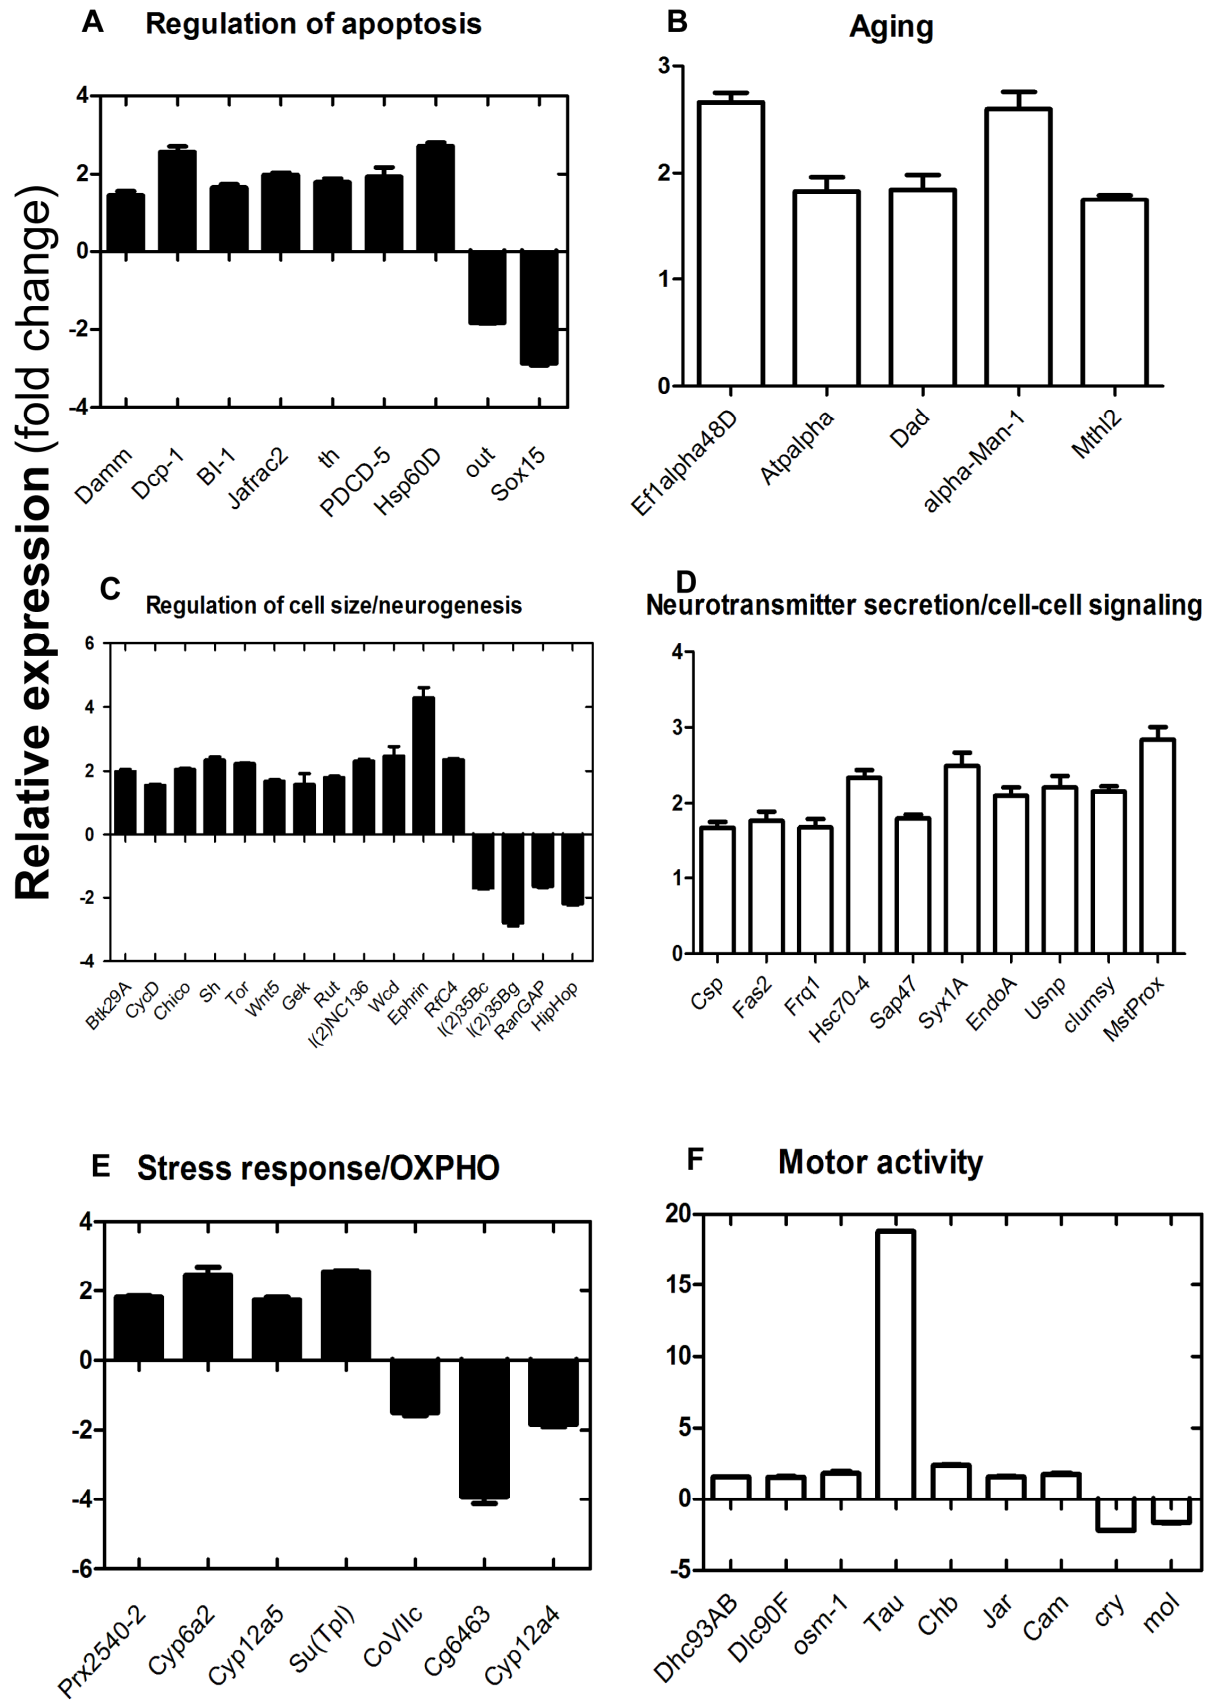 Relative expression (fold change)
A Regulation of apoptosis
4
2
0
-2
-4
Damm
Dcp-1
BI-1
Jafrac2
th
PDCD-5
Hsp60D
out
Sox15
B Aging
3
2
1
0
Ef1alpha48D
Atpalpha
Dad
alpha-Man-1
Mthl2
C Regulation of cell size/neurogenesis
6
4
2
0
-2
-4
Btk29A
CycD
Chico
Sh
Tor
Wnt5
Gek
Rut
l(2)NC136
Wcd
Ephrin
RfC4
l(2)35Bc
l(2)35Bg
RanGAP
HipHop
D
Neurotransmitter secretion/cell-cell signaling
4
3
2
1
0
Csp
Fas2
Frq1
Hsc70-4
Sap47
Syx1A
EndoA
Usnp
clumsy
MstProx
E Stress response/OXPHO
4
2
0
-2
-4
-6
Prx2540-2
Cyp6a2
Cyp12a5
Su(Tpl)
CoVIIc
Cg6463
Cyp12a4
F Motor activity
20
15
10
5
0
-5
Dhc93AB
Dlc90F
osm-1
Tau
Chb
Jar
Cam
cry
mol